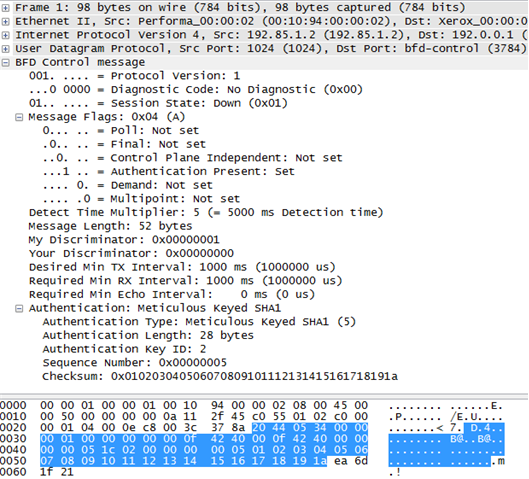 Frame 1: 98 bytes on wire (784 bits), 98 bytes captured (784 bits)
Ethernet II, Src: Performa_00:00:02 (00:10:94:00:00:02), Dst: Xerox_00:00:
Internet Protocol Version 4, Src: 192.85.1.2 (192.85.1.2), Dst: 192.0.0.1
User Datagram Protocol, Src Port: 1024 (1024), Dst Port: bfd-control (3784)
BFD Control message
001. .... = Protocol Version: 1
...0 0000 = Diagnostic Code: No Diagnostic (0x00)
01.. .... = Session State: Down (0x01)
Message Flags: 0x04 (A)
0... .. = Poll: Not set
.0.. .. = Final: Not set
..0. .. = Control Plane Independent: Not set
...1 .. = Authentication Present: Set
.... 0. = Demand: Not set
.... .0 = Multipoint: Not set
Detect Time Multiplier: 5 (= 5000 ms Detection time)
Message Length: 52 bytes
My Discriminator: 0x00000001
Your Discriminator: 0x00000000
Desired Min TX Interval: 1000 ms (1000000 us)
Required Min RX Interval: 1000 ms (1000000 us)
Required Min Echo Interval:    0 ms (0 us)
Authentication: Meticulous Keyed SHA1
Authentication Type: Meticulous Keyed SHA1 (5)
Authentication Length: 28 bytes
Authentication Key ID: 2
Sequence Number: 0x00000005
Checksum: 0x010203040506070809101112131415161718191a
0000 00 00 01 00 00 01 00 10 94 00 00 02 08 00 45 00 ........ ......E.
0010 00 50 00 00 00 00 0a 11 2f 45 c0 55 01 02 c0 00 .P...... /E.U....
0020 00 01 04 00 0e c8 00 3c 37 8a 20 44 05 34 00 00 .......< 7. D.4..
0030 00 01 00 00 00 00 00 0f 42 40 00 0f 42 40 00 00 ........ B@..B@..
0040 00 00 05 1c 02 00 00 00 00 05 01 02 03 04 05 06 ........ ........
0050 07 08 09 10 11 12 13 14 15 16 17 18 19 1a ea 6d ........ .......m
0060 1f 21 .!